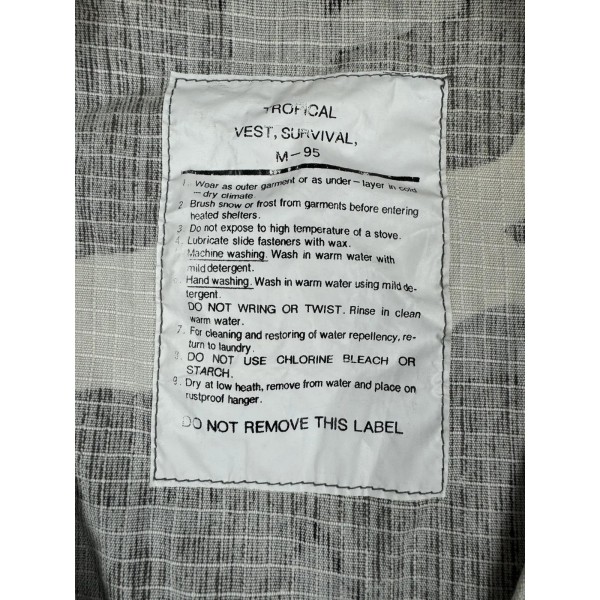 TROPICAL
VEST, SURVIVAL,
M-95
1. Wear as outer garment or as under-layer in cold
-dry climate
2. Brush snow or frost from garments before entering
heated shelters.
3. Do not expose to high temperature of a stove.
4. Lubricate slide fasteners with wax.
Machine washing. Wash in warm water with
mild detergent.
Hand washing. Wash in warm water using mild de-
tergent.
DO NOT WRING OR TWIST. Rinse in clean
warm water.
7. For cleaning and restoring of water repellency, re-
turn to laundry.
8. DO NOT USE CHLORINE BLEACH OR
STARCH.
9. Dry at low heath, remove from water and place on
rustproof hanger.
DO NOT REMOVE THIS LABEL